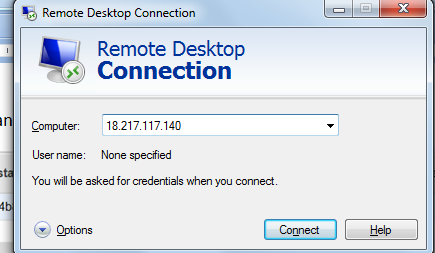 Remote Desktop Connection
Remote Desktop
Connection
Computer: 18.217.117.140
User name: None specified
You will be asked for credentials when you connect.
Options Connect Help